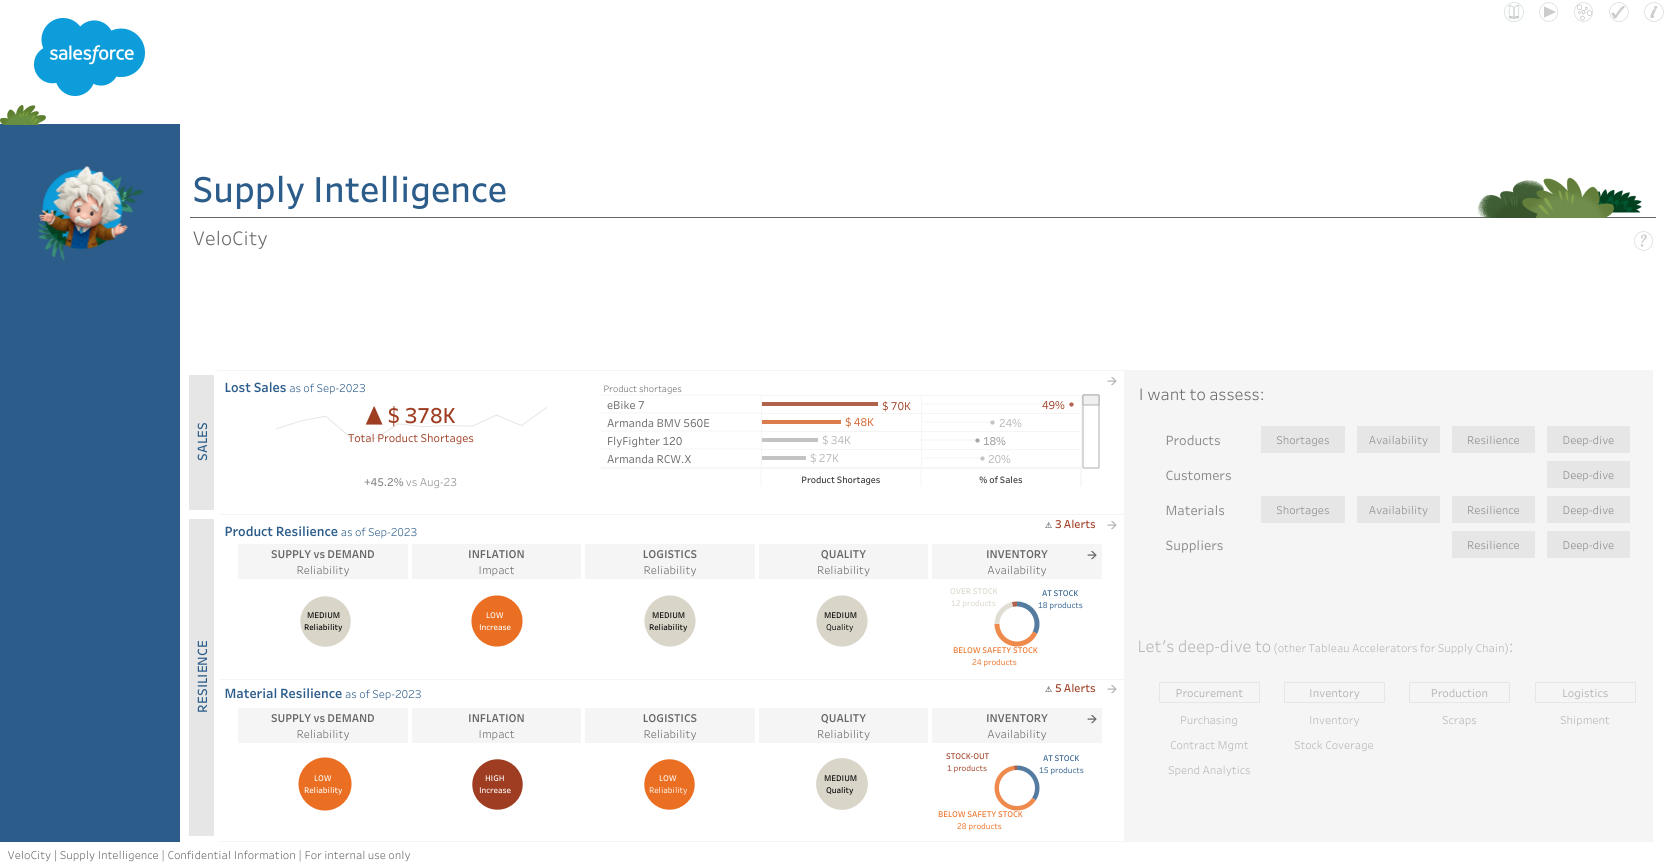 salesforce
Supply Intelligence
VeloCity
?
SALES
Lost Sales as of Sep-2023
▲ $ 378K
Total Product Shortages
+45.2% vs Aug-23
Product shortages
eBike 7 $ 70K 49%
Armanda BMV 560E $ 48K 24%
FlyFighter 120 $ 34K 18%
Armanda RCW.X $ 27K 20%
Product Shortages % of Sales
→
RESILIENCE
Product Resilience as of Sep-2023
⚠ 3 Alerts →
SUPPLY vs DEMAND INFLATION LOGISTICS QUALITY INVENTORY →
Reliability Impact Reliability Reliability Availability
MEDIUM
Reliability
LOW
Increase
MEDIUM
Reliability
MEDIUM
Quality
OVER STOCK
12 products
AT STOCK
18 products
BELOW SAFETY STOCK
24 products
Material Resilience as of Sep-2023
⚠ 5 Alerts →
SUPPLY vs DEMAND INFLATION LOGISTICS QUALITY INVENTORY →
Reliability Impact Reliability Reliability Availability
LOW
Reliability
HIGH
Increase
LOW
Reliability
MEDIUM
Quality
STOCK-OUT
1 products
AT STOCK
15 products
BELOW SAFETY STOCK
28 products
I want to assess:
Products Shortages Availability Resilience Deep-dive
Customers Deep-dive
Materials Shortages Availability Resilience Deep-dive
Suppliers Resilience Deep-dive
Let's deep-dive to (other Tableau Accelerators for Supply Chain):
Procurement Inventory Production Logistics
Purchasing Inventory Scraps Shipment
Contract Mgmt Stock Coverage
Spend Analytics
VeloCity | Supply Intelligence | Confidential Information | For internal use only